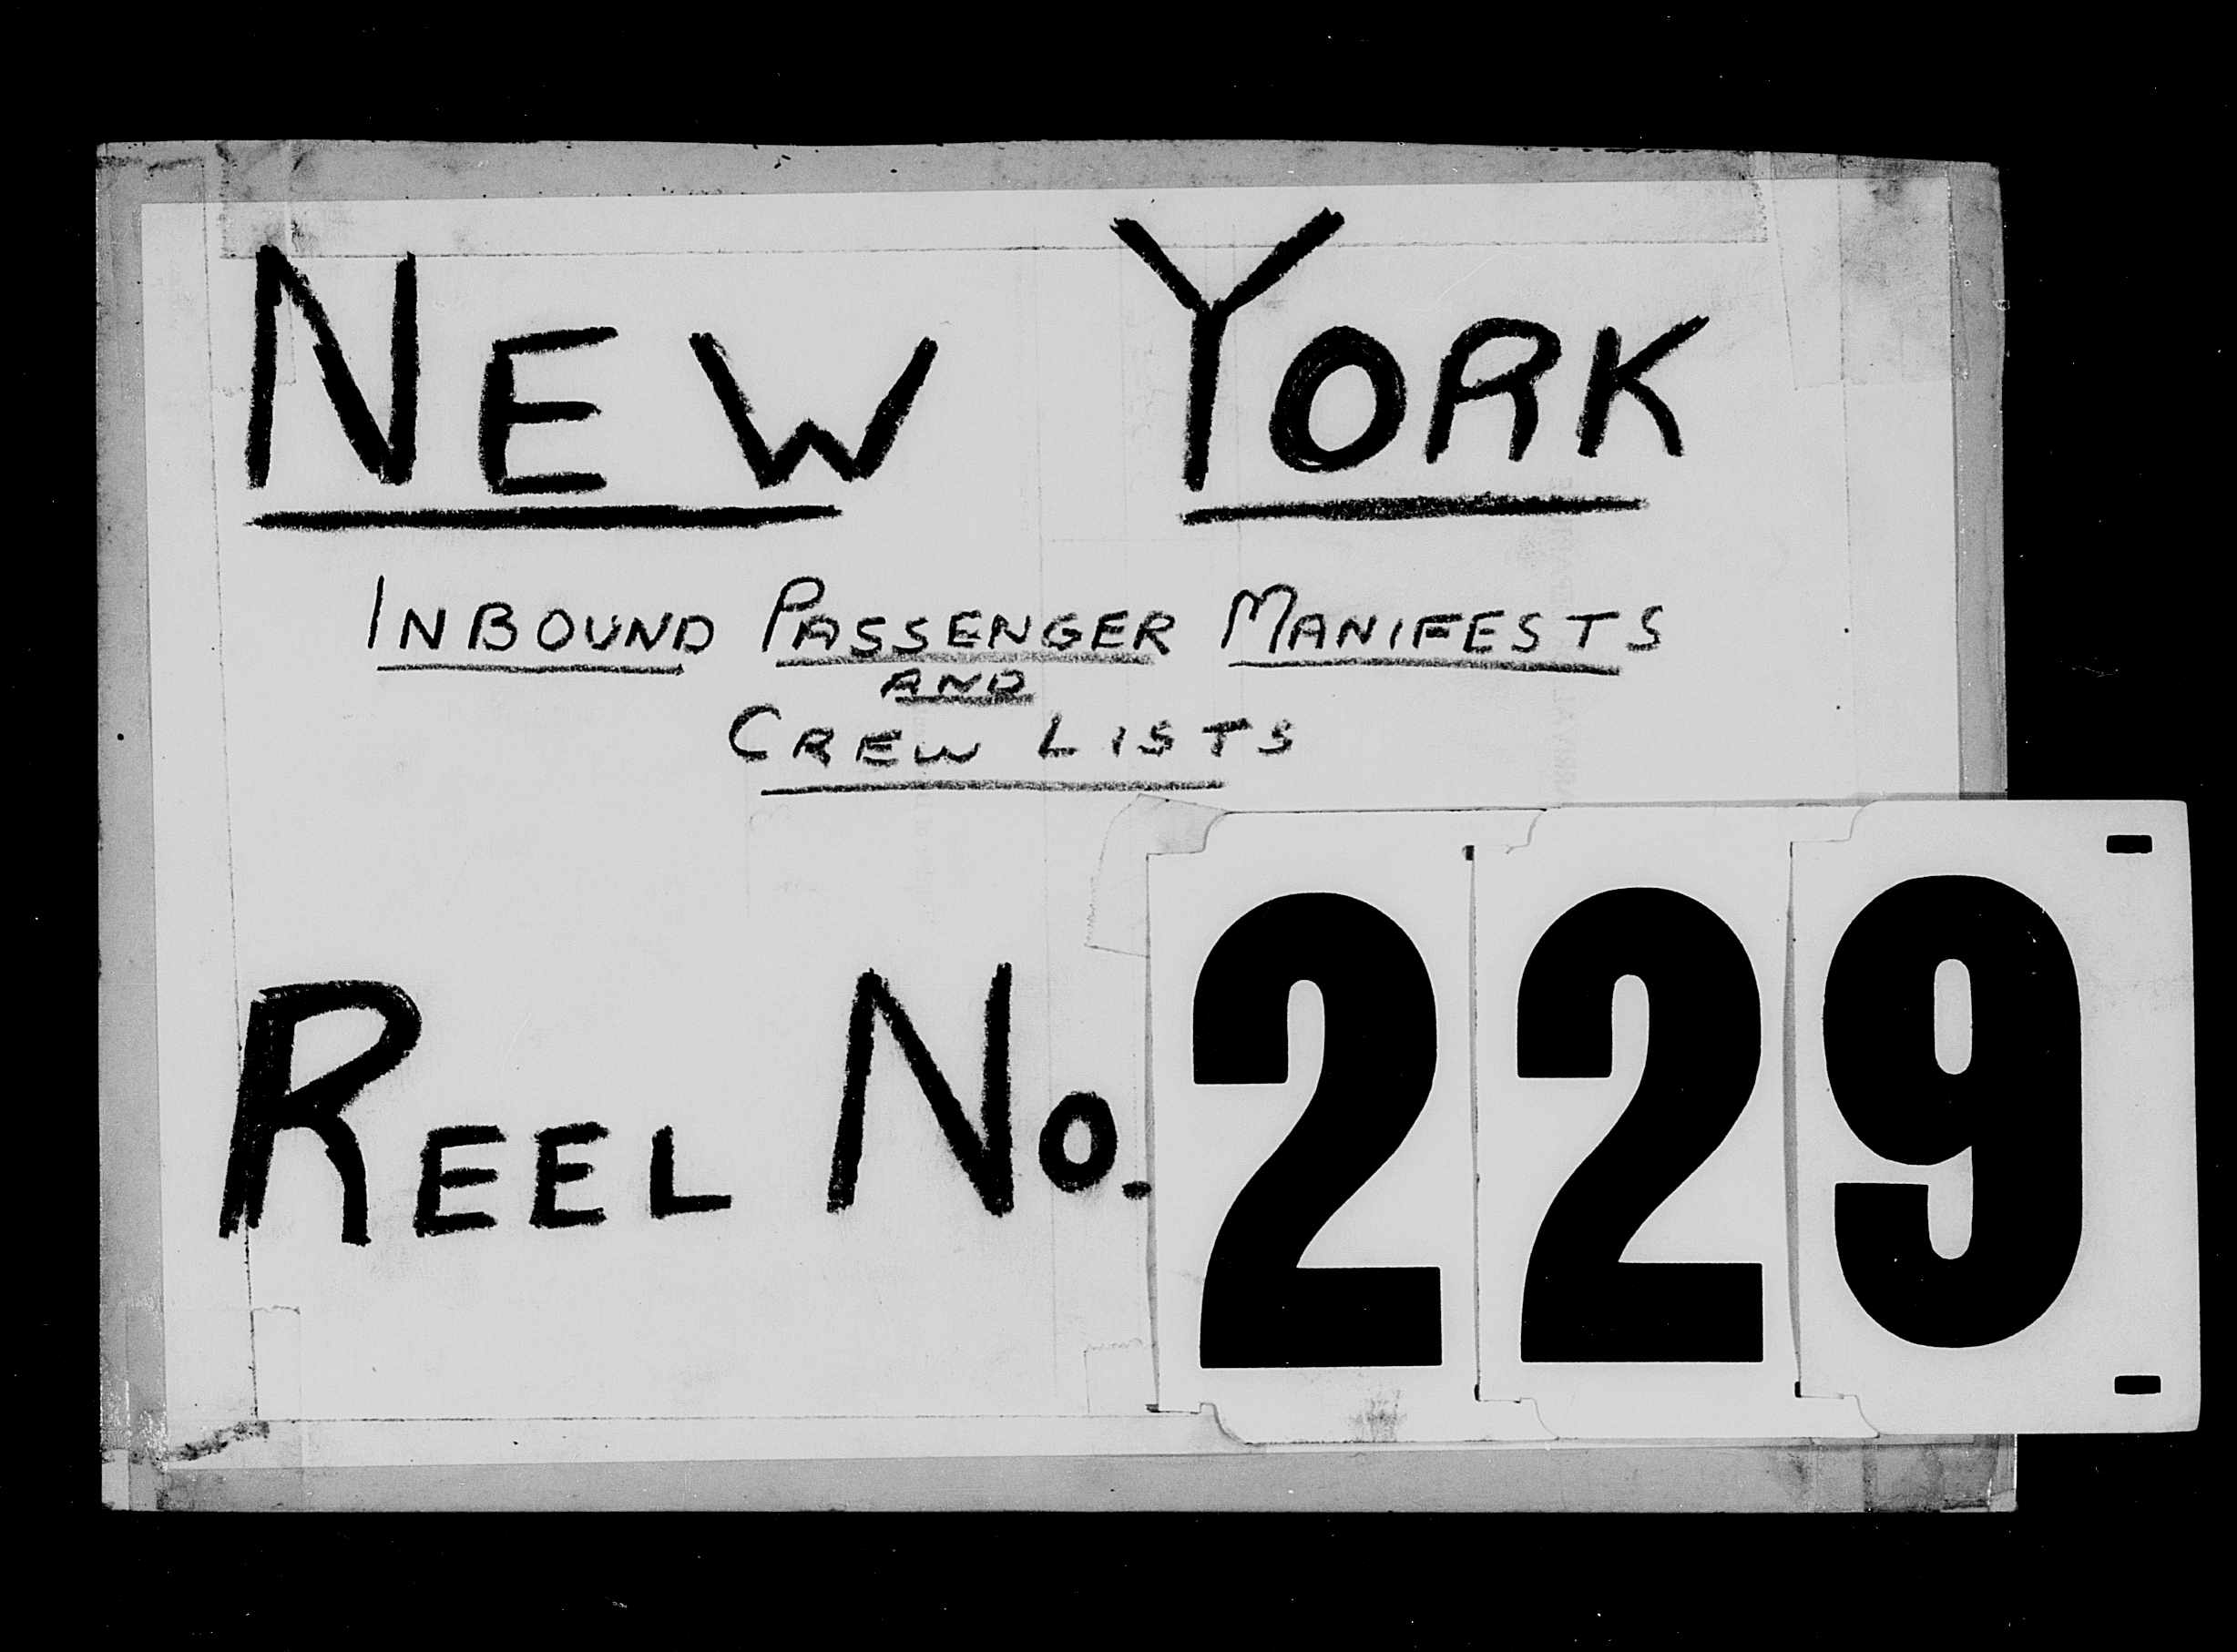 NEW YORK
INBOUND PASSENGER MANIFESTS
AND
CREW LISTS
REEL No. 229